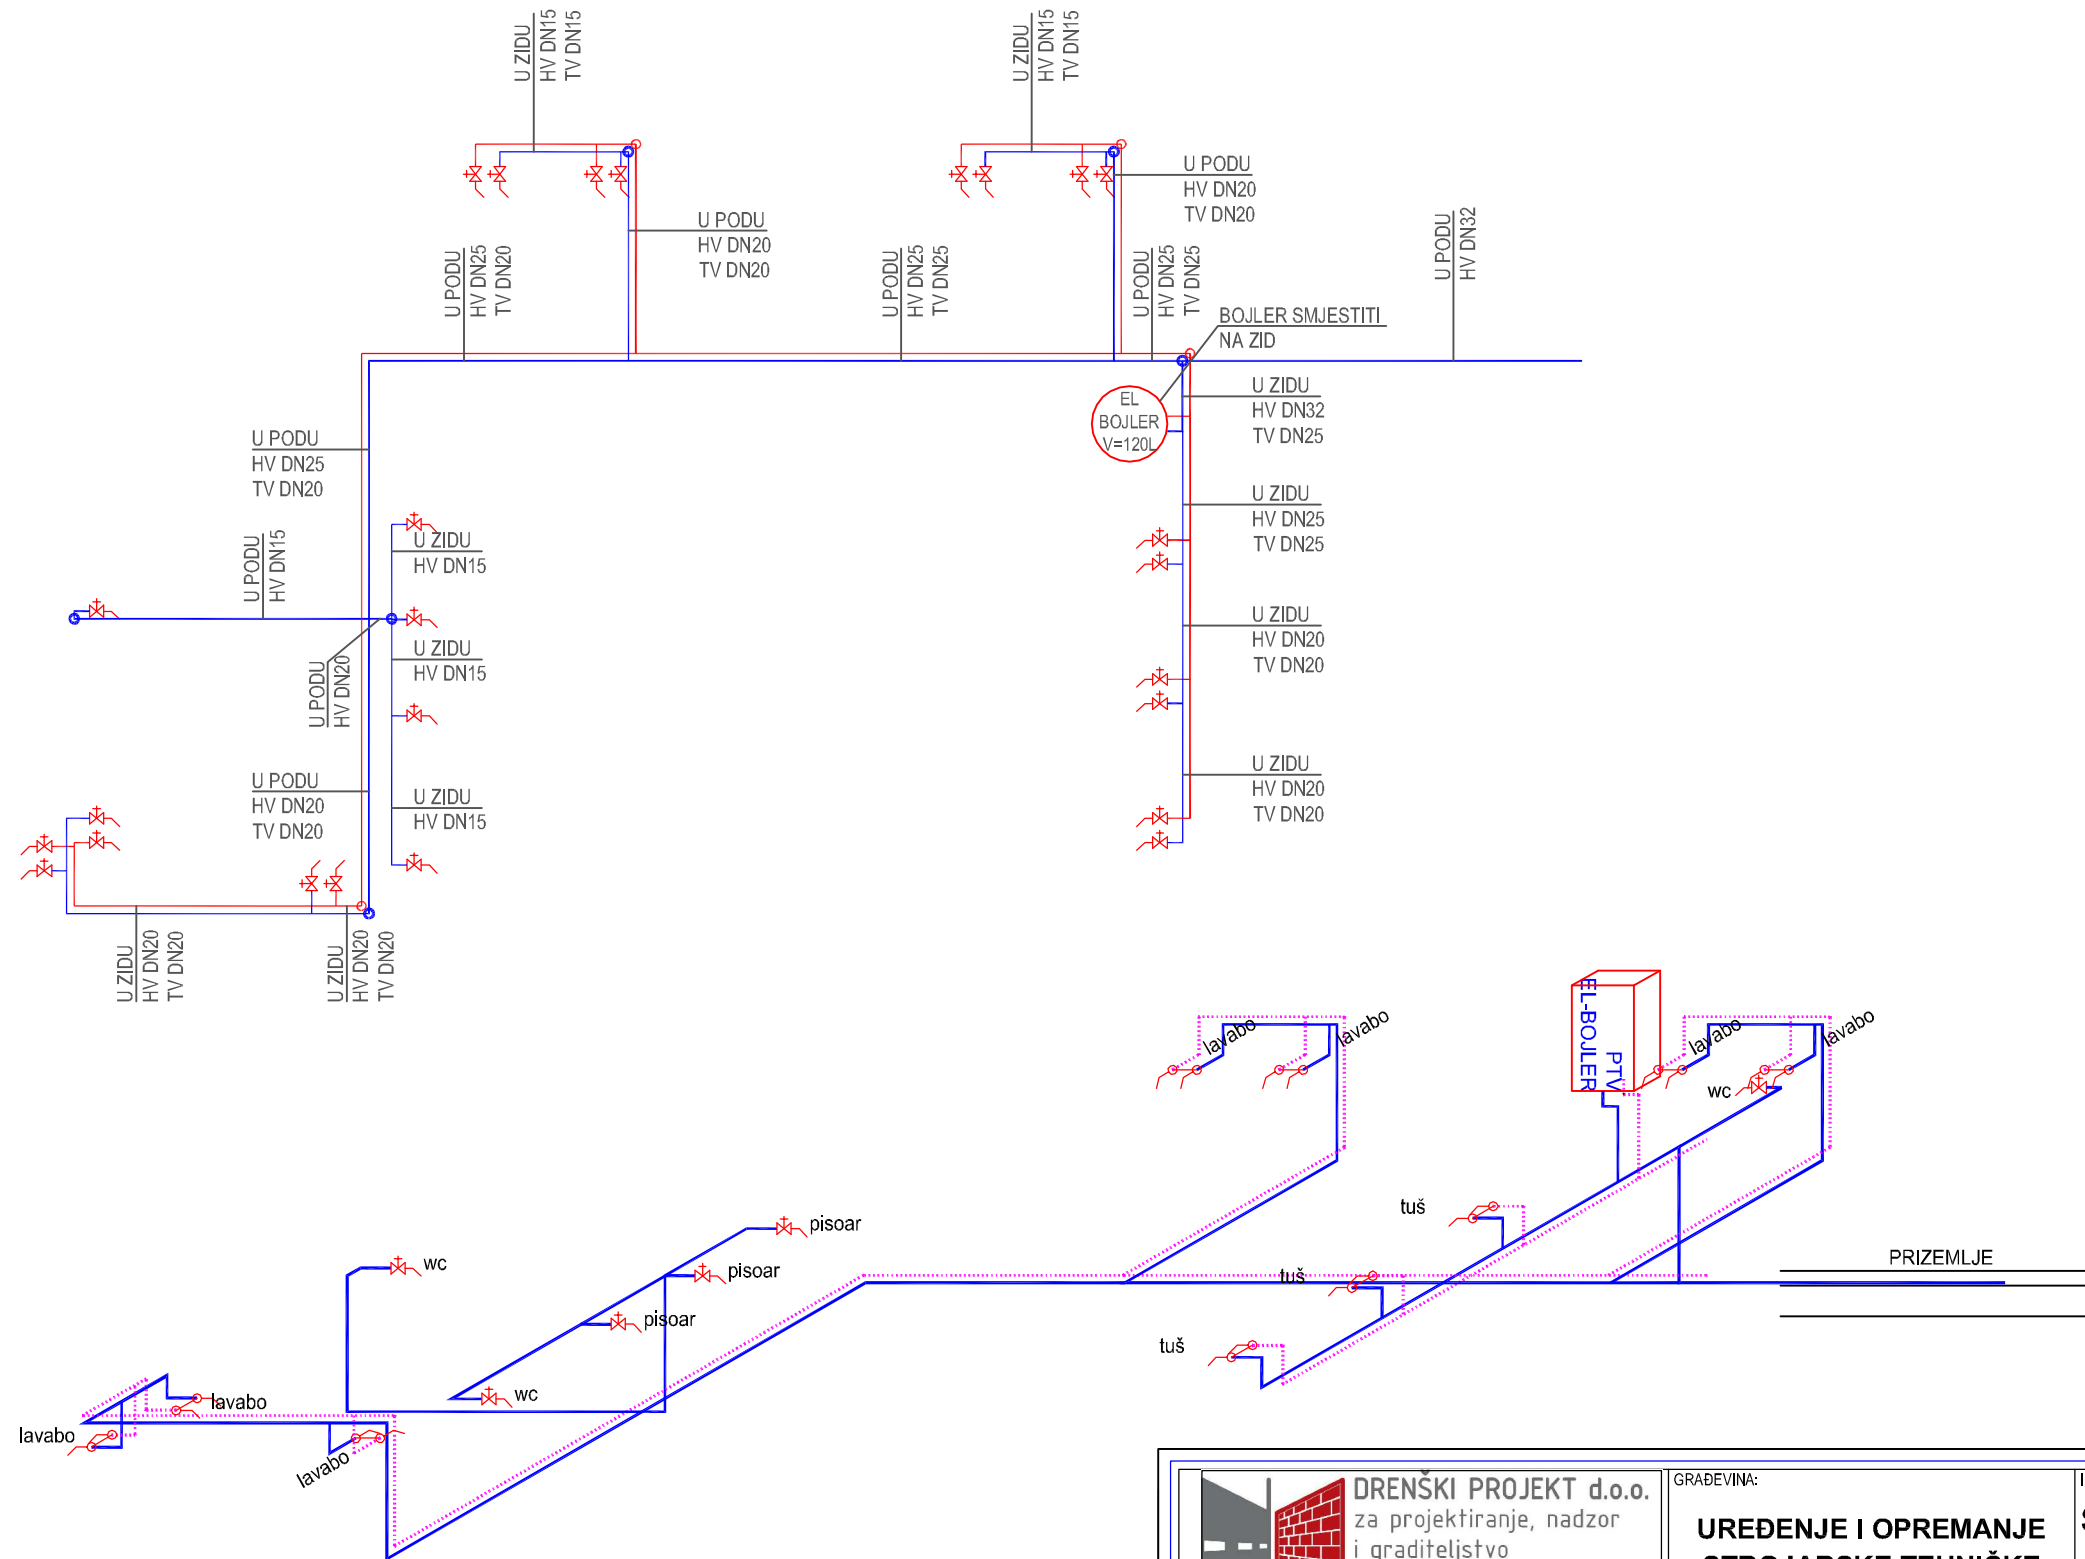 U ZIDU
HV DN15
TV DN15
U ZIDU
HV DN15
TV DN15
U PODU
HV DN20
TV DN20
U PODU
HV DN20
TV DN20
U PODU
HV DN25
TV DN20
U PODU
HV DN25
TV DN25
U PODU
HV DN25
TV DN25
U PODU
HV DN32
BOJLER SMJESTITI
NA ZID
EL
BOJLER
V=120L
U ZIDU
HV DN32
TV DN25
U PODU
HV DN25
TV DN20
U ZIDU
HV DN25
TV DN25
U PODU
HV DN15
U ZIDU
HV DN15
U ZIDU
HV DN20
TV DN20
U PODU
HV DN20
U ZIDU
HV DN15
U PODU
HV DN20
TV DN20
U ZIDU
HV DN15
U ZIDU
HV DN20
TV DN20
U ZIDU
HV DN20
TV DN20
U ZIDU
HV DN20
TV DN20
lavabo
lavabo
EL-BOJLER
PTV
lavabo
lavabo
wc
tuš
pisoar
wc
pisoar
tuš
PRIZEMLJE
pisoar
tuš
wc
lavabo
lavabo
lavabo
DRENŠKI PROJEKT d.o.o.
za projektiranje, nadzor
i graditeljstvo
GRAĐEVINA:
UREĐENJE I OPREMANJE
STROJARSKE TEHNIČKE